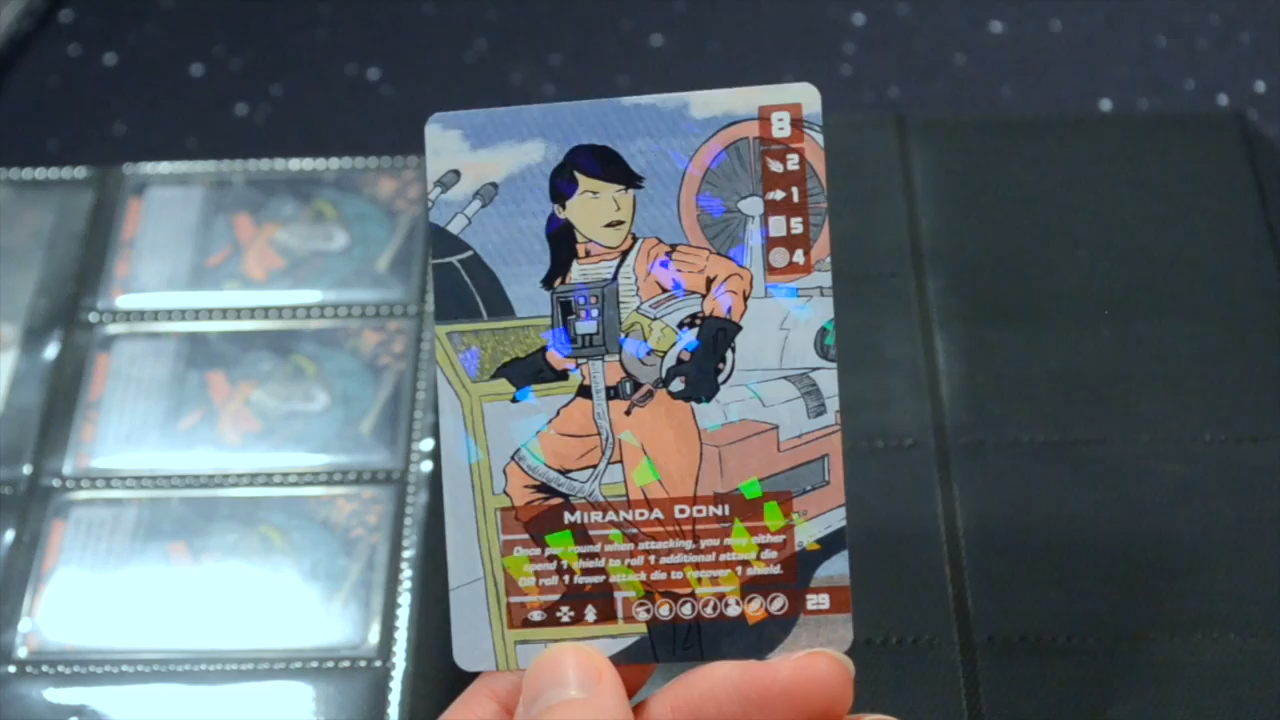 8
2
1
5
4
MIRANDA DONI
Once per round when attacking, you may either
spend 1 shield to roll 1 additional attack die
OR roll 1 fewer attack die to recover 1 shield.
29